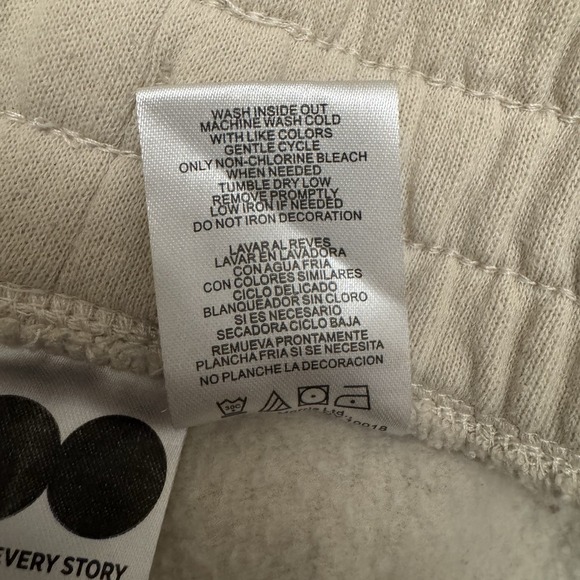 WASH INSIDE OUT
MACHINE WASH COLD
WITH LIKE COLORS
GENTLE CYCLE
ONLY NON-CHLORINE BLEACH
WHEN NEEDED
TUMBLE DRY LOW
REMOVE PROMPTLY
LOW IRON IF NEEDED
DO NOT IRON DECORATION
LAVAR AL REVES
LAVAR EN LAVADORA
CON AGUA FRIA
CON COLORES SIMILARES
CICLO DELICADO
BLANQUEADOR SIN CLORO
SI ES NECESARIO
SECADORA CICLO BAJA
REMUEVA PRONTAMENTE
PLANCHA FRIA SI SE NECESITA
NO PLANCHE LA DECORACION
30C
Ltd.
10018
EVERY STORY